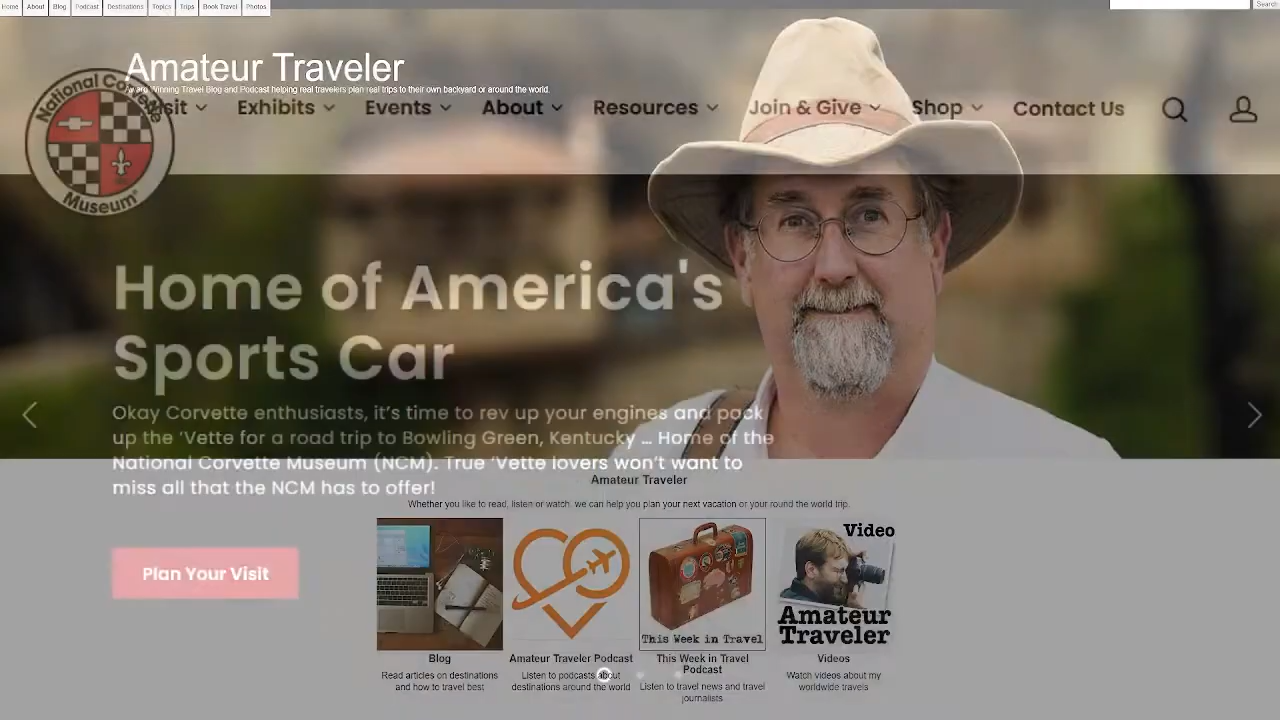 Home About Blog Podcast Destinations Topics Trips Book Travel Photos
Search
Amateur Traveler
Award Winning Travel Blog and Podcast helping real travelers plan real trips to their own backyard or around the world.
National Corvette
Museum
Visit Exhibits Events About Resources Join & Give Shop Contact Us
Home of America's
Sports Car
Okay Corvette enthusiasts, it's time to rev up your engines and pack
up the 'Vette for a road trip to Bowling Green, Kentucky ... Home of the
National Corvette Museum (NCM). True 'Vette lovers won't want to
miss all that the NCM has to offer!
Plan Your Visit
Amateur Traveler
Whether you like to read, listen or watch, we can help you plan your next vacation or your round the world trip.
This Week in Travel
Video
Amateur
Traveler
Blog
Read articles on destinations
and how to travel best
Amateur Traveler Podcast
Listen to podcasts about
destinations around the world
This Week in Travel
Podcast
Listen to travel news and travel
journalists
Videos
Watch videos about my
worldwide travels